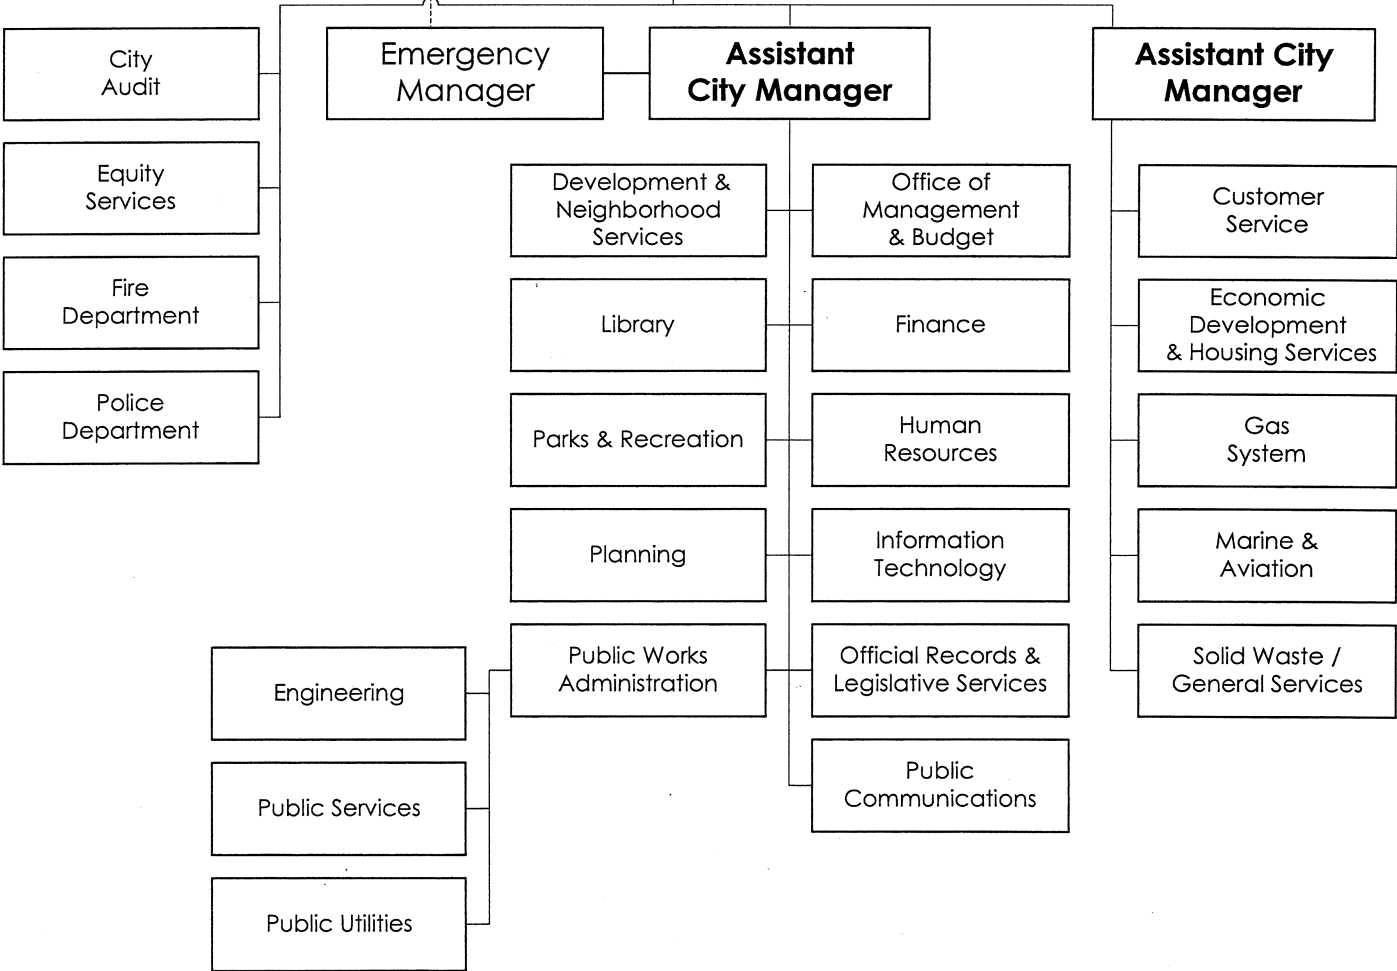 City
Audit
Equity
Services
Fire
Department
Police
Department
Emergency
Manager
Assistant
City Manager
Assistant City
Manager
Development &
Neighborhood
Services
Library
Parks & Recreation
Planning
Public Works
Administration
Engineering
Public Services
Public Utilities
Office of
Management
& Budget
Finance
Human
Resources
Information
Technology
Official Records &
Legislative Services
Public
Communications
Customer
Service
Economic
Development
& Housing Services
Gas
System
Marine &
Aviation
Solid Waste /
General Services